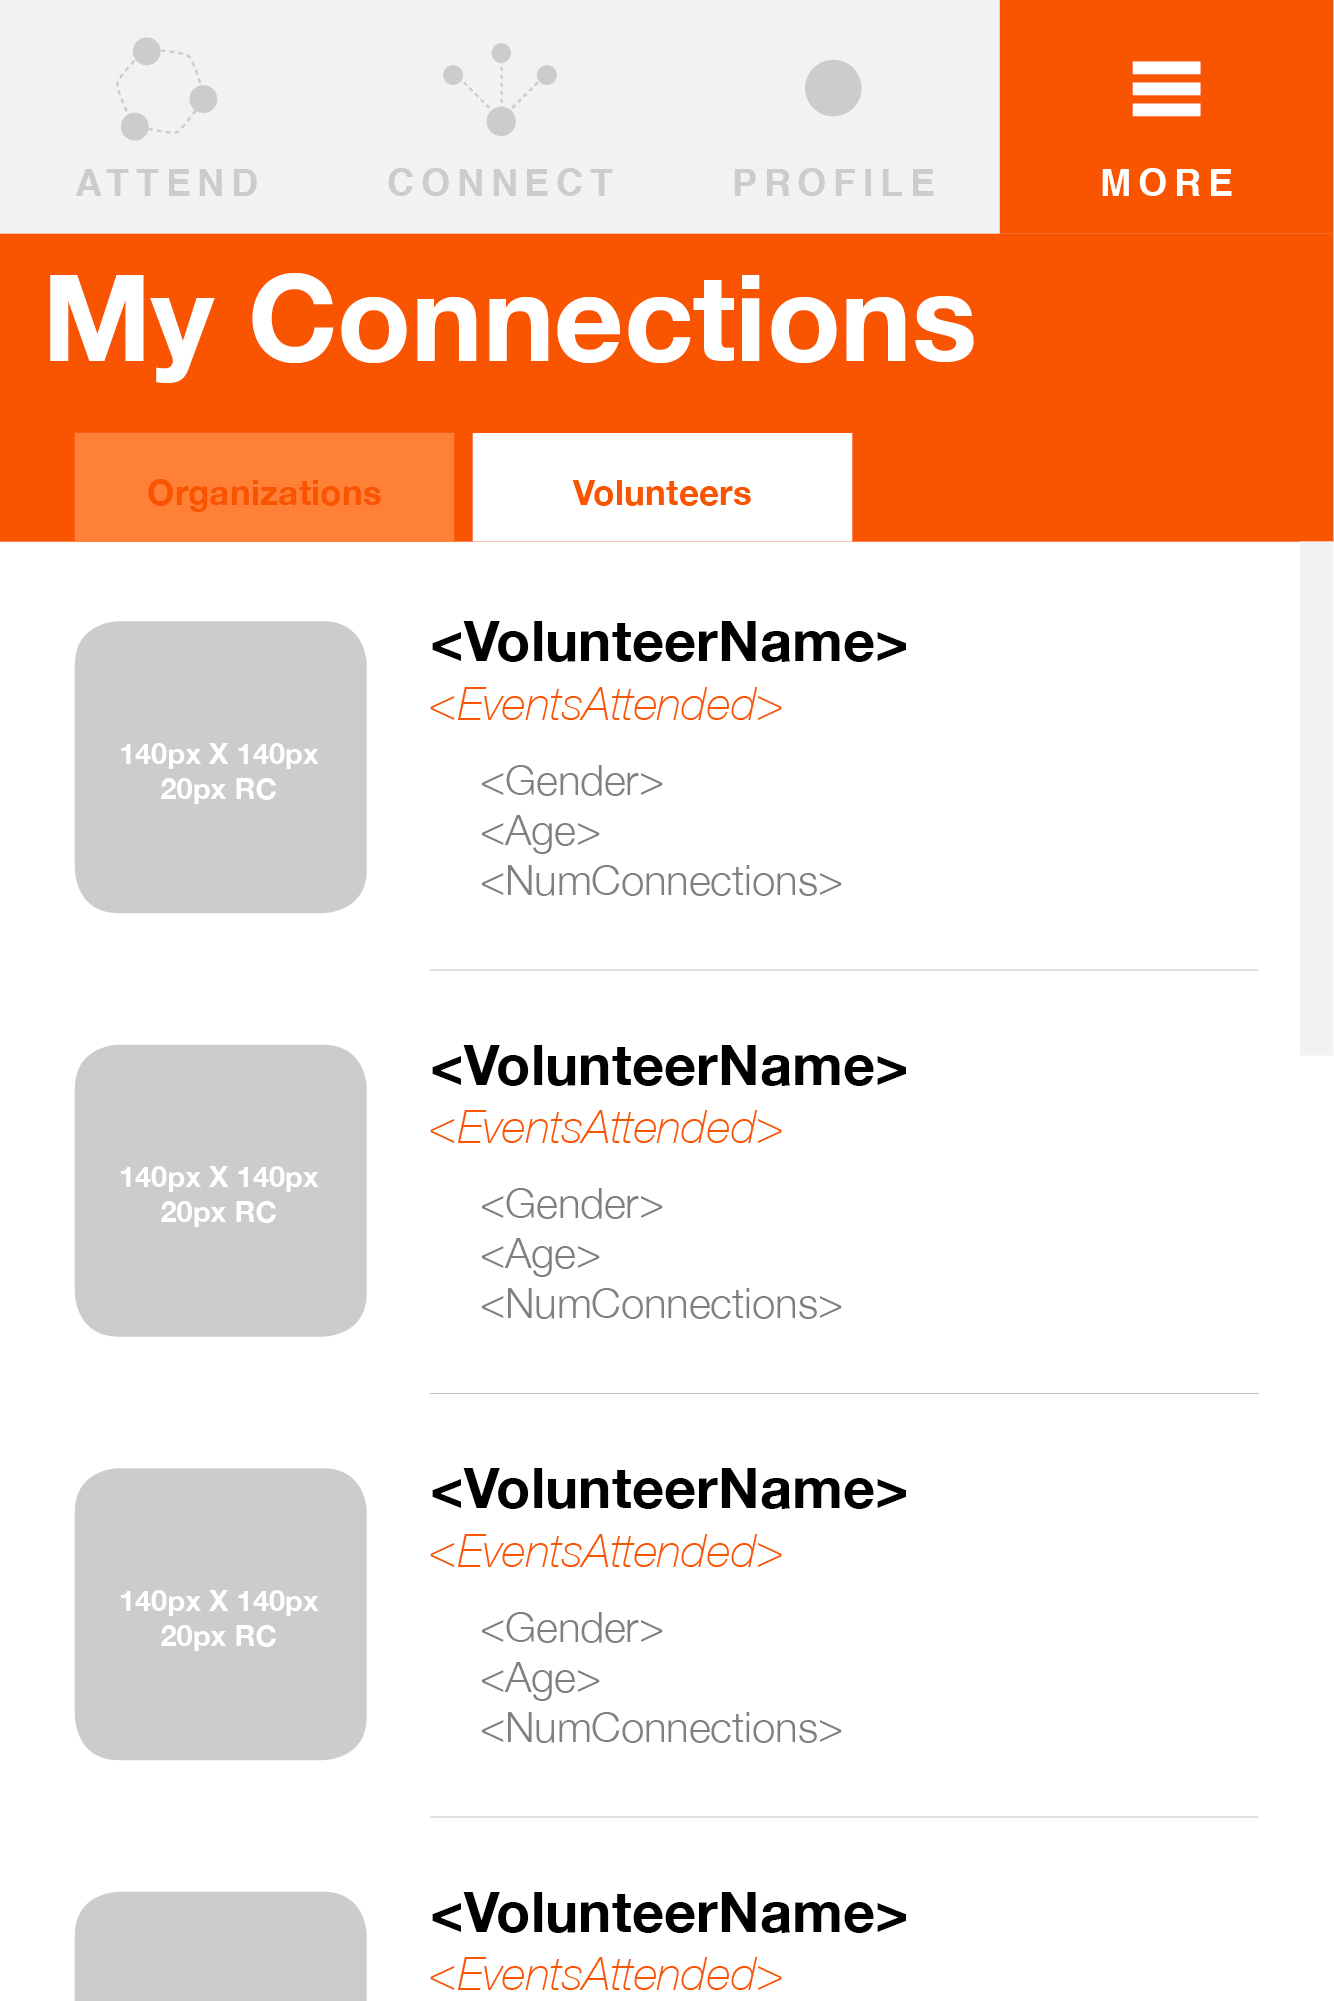 ATTEND CONNECT PROFILE MORE
My Connections
Organizations Volunteers
<VolunteerName>
<EventsAttended>
140px X 140px
20px RC
<Gender>
<Age>
<NumConnections>
<VolunteerName>
<EventsAttended>
140px X 140px
20px RC
<Gender>
<Age>
<NumConnections>
<VolunteerName>
<EventsAttended>
140px X 140px
20px RC
<Gender>
<Age>
<NumConnections>
<VolunteerName>
<EventsAttended>